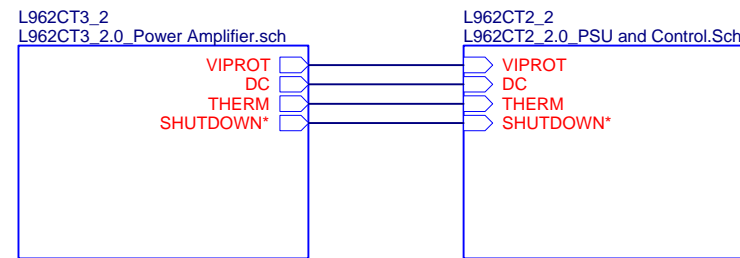 L962CT3_2
L962CT3_2.0_Power Amplifier.sch
VIPROT
DC
THERM
SHUTDOWN*
L962CT2_2
L962CT2_2.0_PSU and Control.Sch
VIPROT
DC
THERM
SHUTDOWN*